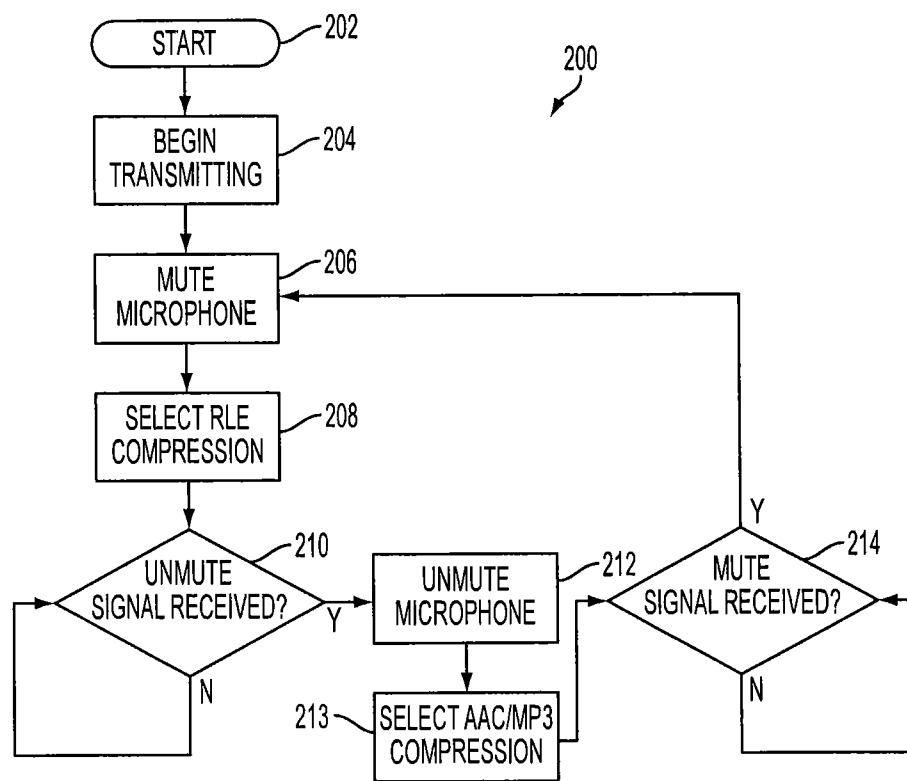 START
202
200
BEGIN
TRANSMITTING
204
MUTE
MICROPHONE
206
SELECT RLE
COMPRESSION
208
UNMUTE
SIGNAL RECEIVED?
210
Y
N
UNMUTE
MICROPHONE
212
SELECT AAC/MP3
COMPRESSION
213
MUTE
SIGNAL RECEIVED?
214
Y
N